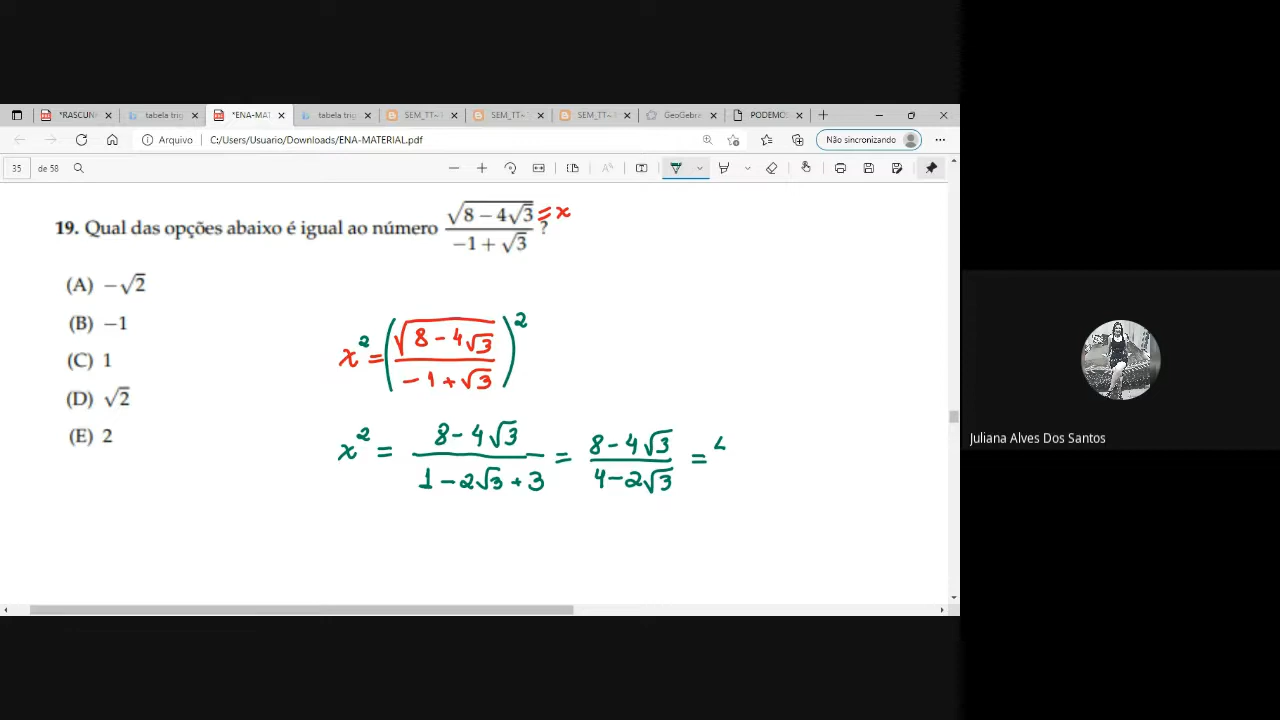 *RASCUN
tabela trig
*ENA-MAT
tabela trig
SEM_TT=
SEM_TT=
SEM_TT=
GeoGebra
PODEMO
Arquivo
C:/Users/Usuario/Downloads/ENA-MATERIAL.pdf
Não sincronizando
35 de 58
19. Qual das opções abaixo é igual ao número √(8 − 4√3) / (−1 + √3) ? = x
(A) −√2
(B) −1
(C) 1
(D) √2
(E) 2
x² = (√(8 − 4√3) / (−1 + √3))²
x² = (8 − 4√3) / (1 − 2√3 + 3) = (8 − 4√3) / (4 − 2√3) =
Juliana Alves Dos Santos